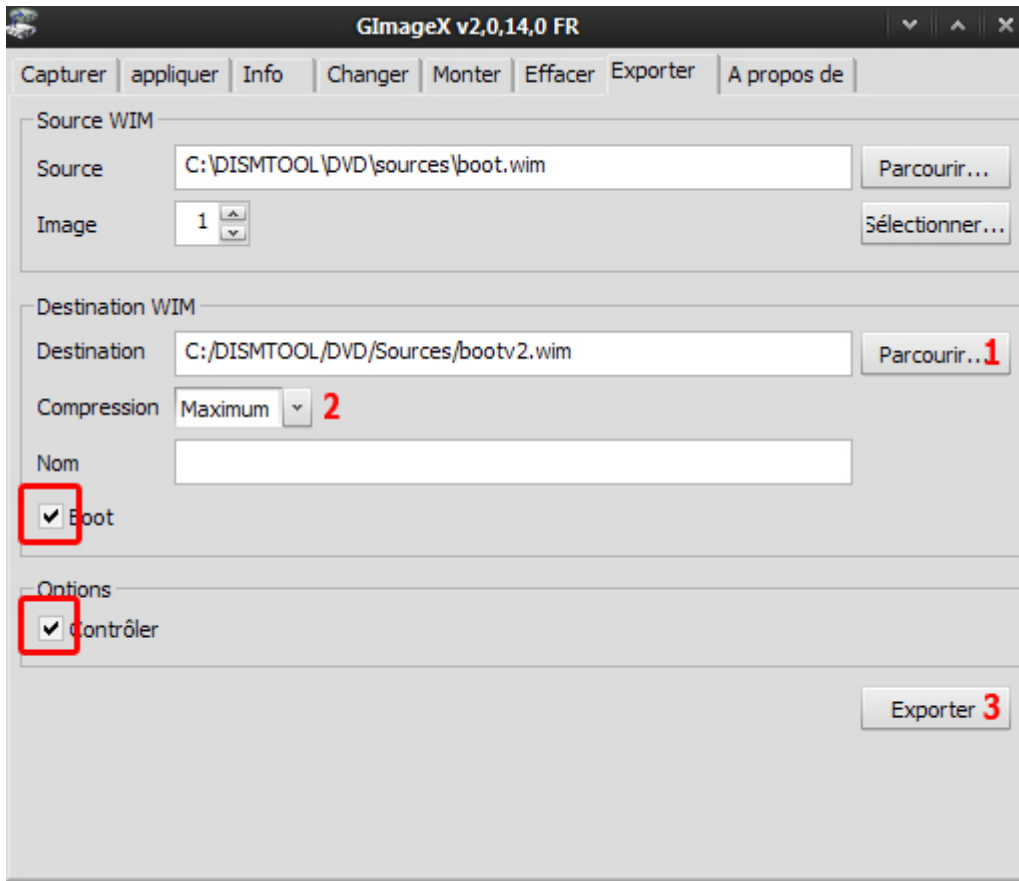 GImageX v2,0,14,0 FR
Capturer appliquer Info Changer Monter Effacer Exporter A propos de
Source WIM
Source C:\DISMTOOL\DVD\sources\boot.wim Parcourir...
Image 1 Sélectionner...
Destination WIM
Destination C:/DISMTOOL/DVD/Sources/bootv2.wim Parcourir... 1
Compression Maximum 2
Nom
Boot
Options
Contrôler
Exporter 3